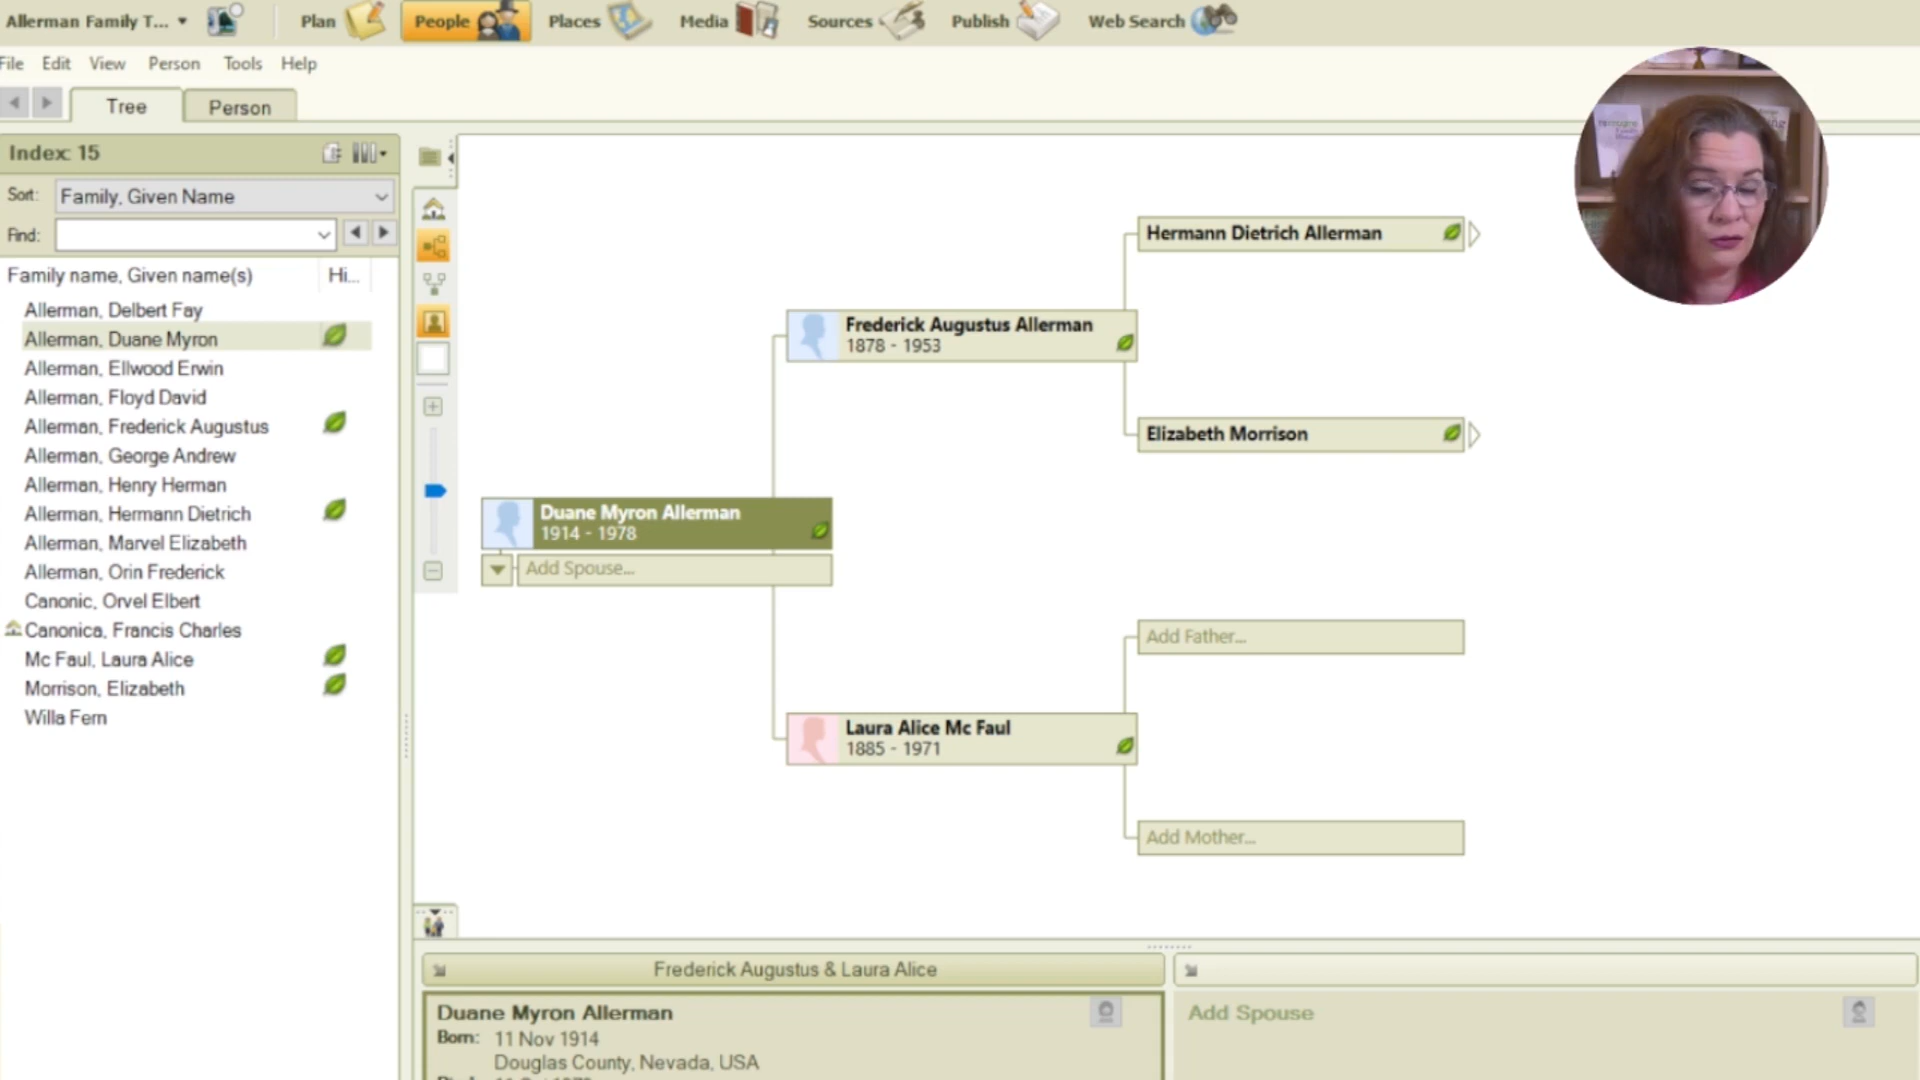 Allerman Family T...
Plan
People
Places
Media
Sources
Publish
Web Search
File
Edit
View
Person
Tools
Help
Tree
Person
Index: 15
Sort:
Family, Given Name
Find:
Family name, Given name(s)
Hi...
Allerman, Delbert Fay
Allerman, Duane Myron
Allerman, Ellwood Erwin
Allerman, Floyd David
Allerman, Frederick Augustus
Allerman, George Andrew
Allerman, Henry Herman
Allerman, Hermann Dietrich
Allerman, Marvel Elizabeth
Allerman, Orin Frederick
Canonic, Orvel Elbert
Canonica, Francis Charles
Mc Faul, Laura Alice
Morrison, Elizabeth
Willa Fern
Hermann Dietrich Allerman
Frederick Augustus Allerman
1878 - 1953
Elizabeth Morrison
Duane Myron Allerman
1914 - 1978
Add Spouse...
Add Father...
Laura Alice Mc Faul
1885 - 1971
Add Mother...
Frederick Augustus & Laura Alice
Duane Myron Allerman
Born: 11 Nov 1914
Douglas County, Nevada, USA
Add Spouse